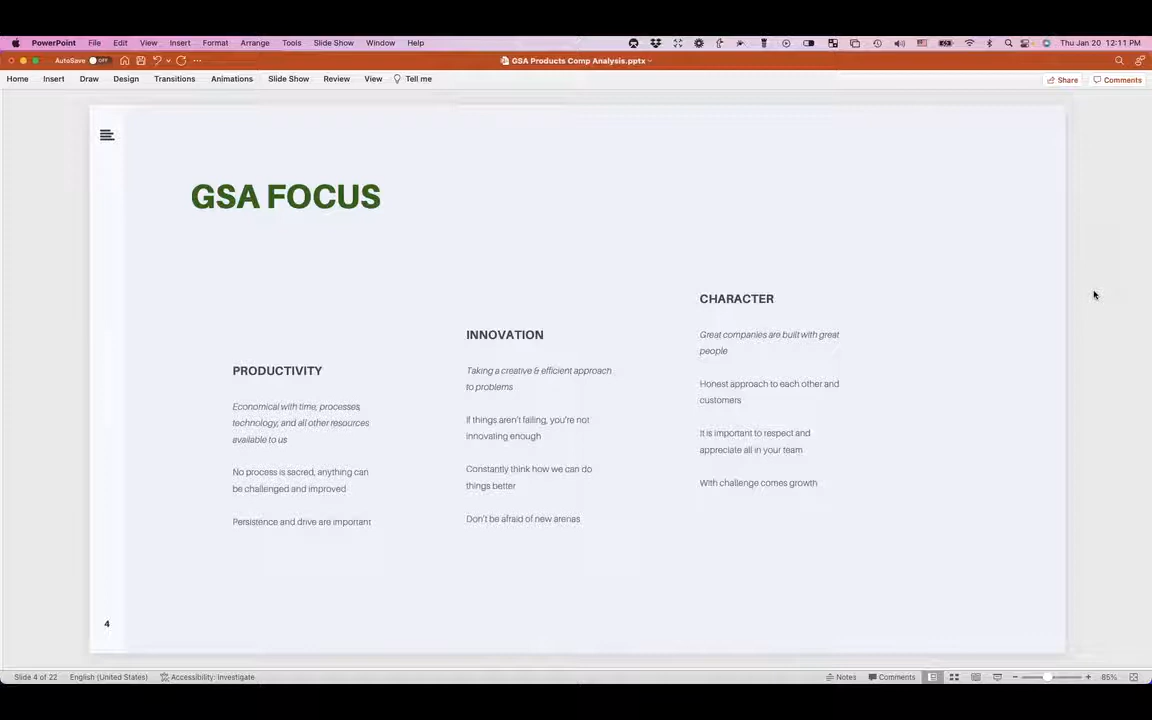 PowerPoint File Edit View Insert Format Arrange Tools Slide Show Window Help Thu Jan 20 12:11 PM
AutoSave OFF GSA Products Comp Analysis.pptx
Home Insert Draw Design Transitions Animations Slide Show Review View Tell me Share Comments
GSA FOCUS
PRODUCTIVITY
Economical with time, processes,
technology, and all other resources
available to us
No process is sacred, anything can
be challenged and improved
Persistence and drive are important
INNOVATION
Taking a creative & efficient approach
to problems
If things aren't failing, you're not
innovating enough
Constantly think how we can do
things better
Don't be afraid of new arenas
CHARACTER
Great companies are built with great
people
Honest approach to each other and
customers
It is important to respect and
appreciate all in your team
With challenge comes growth
4
Slide 4 of 22 English (United States) Accessibility: Investigate Notes Comments 85%